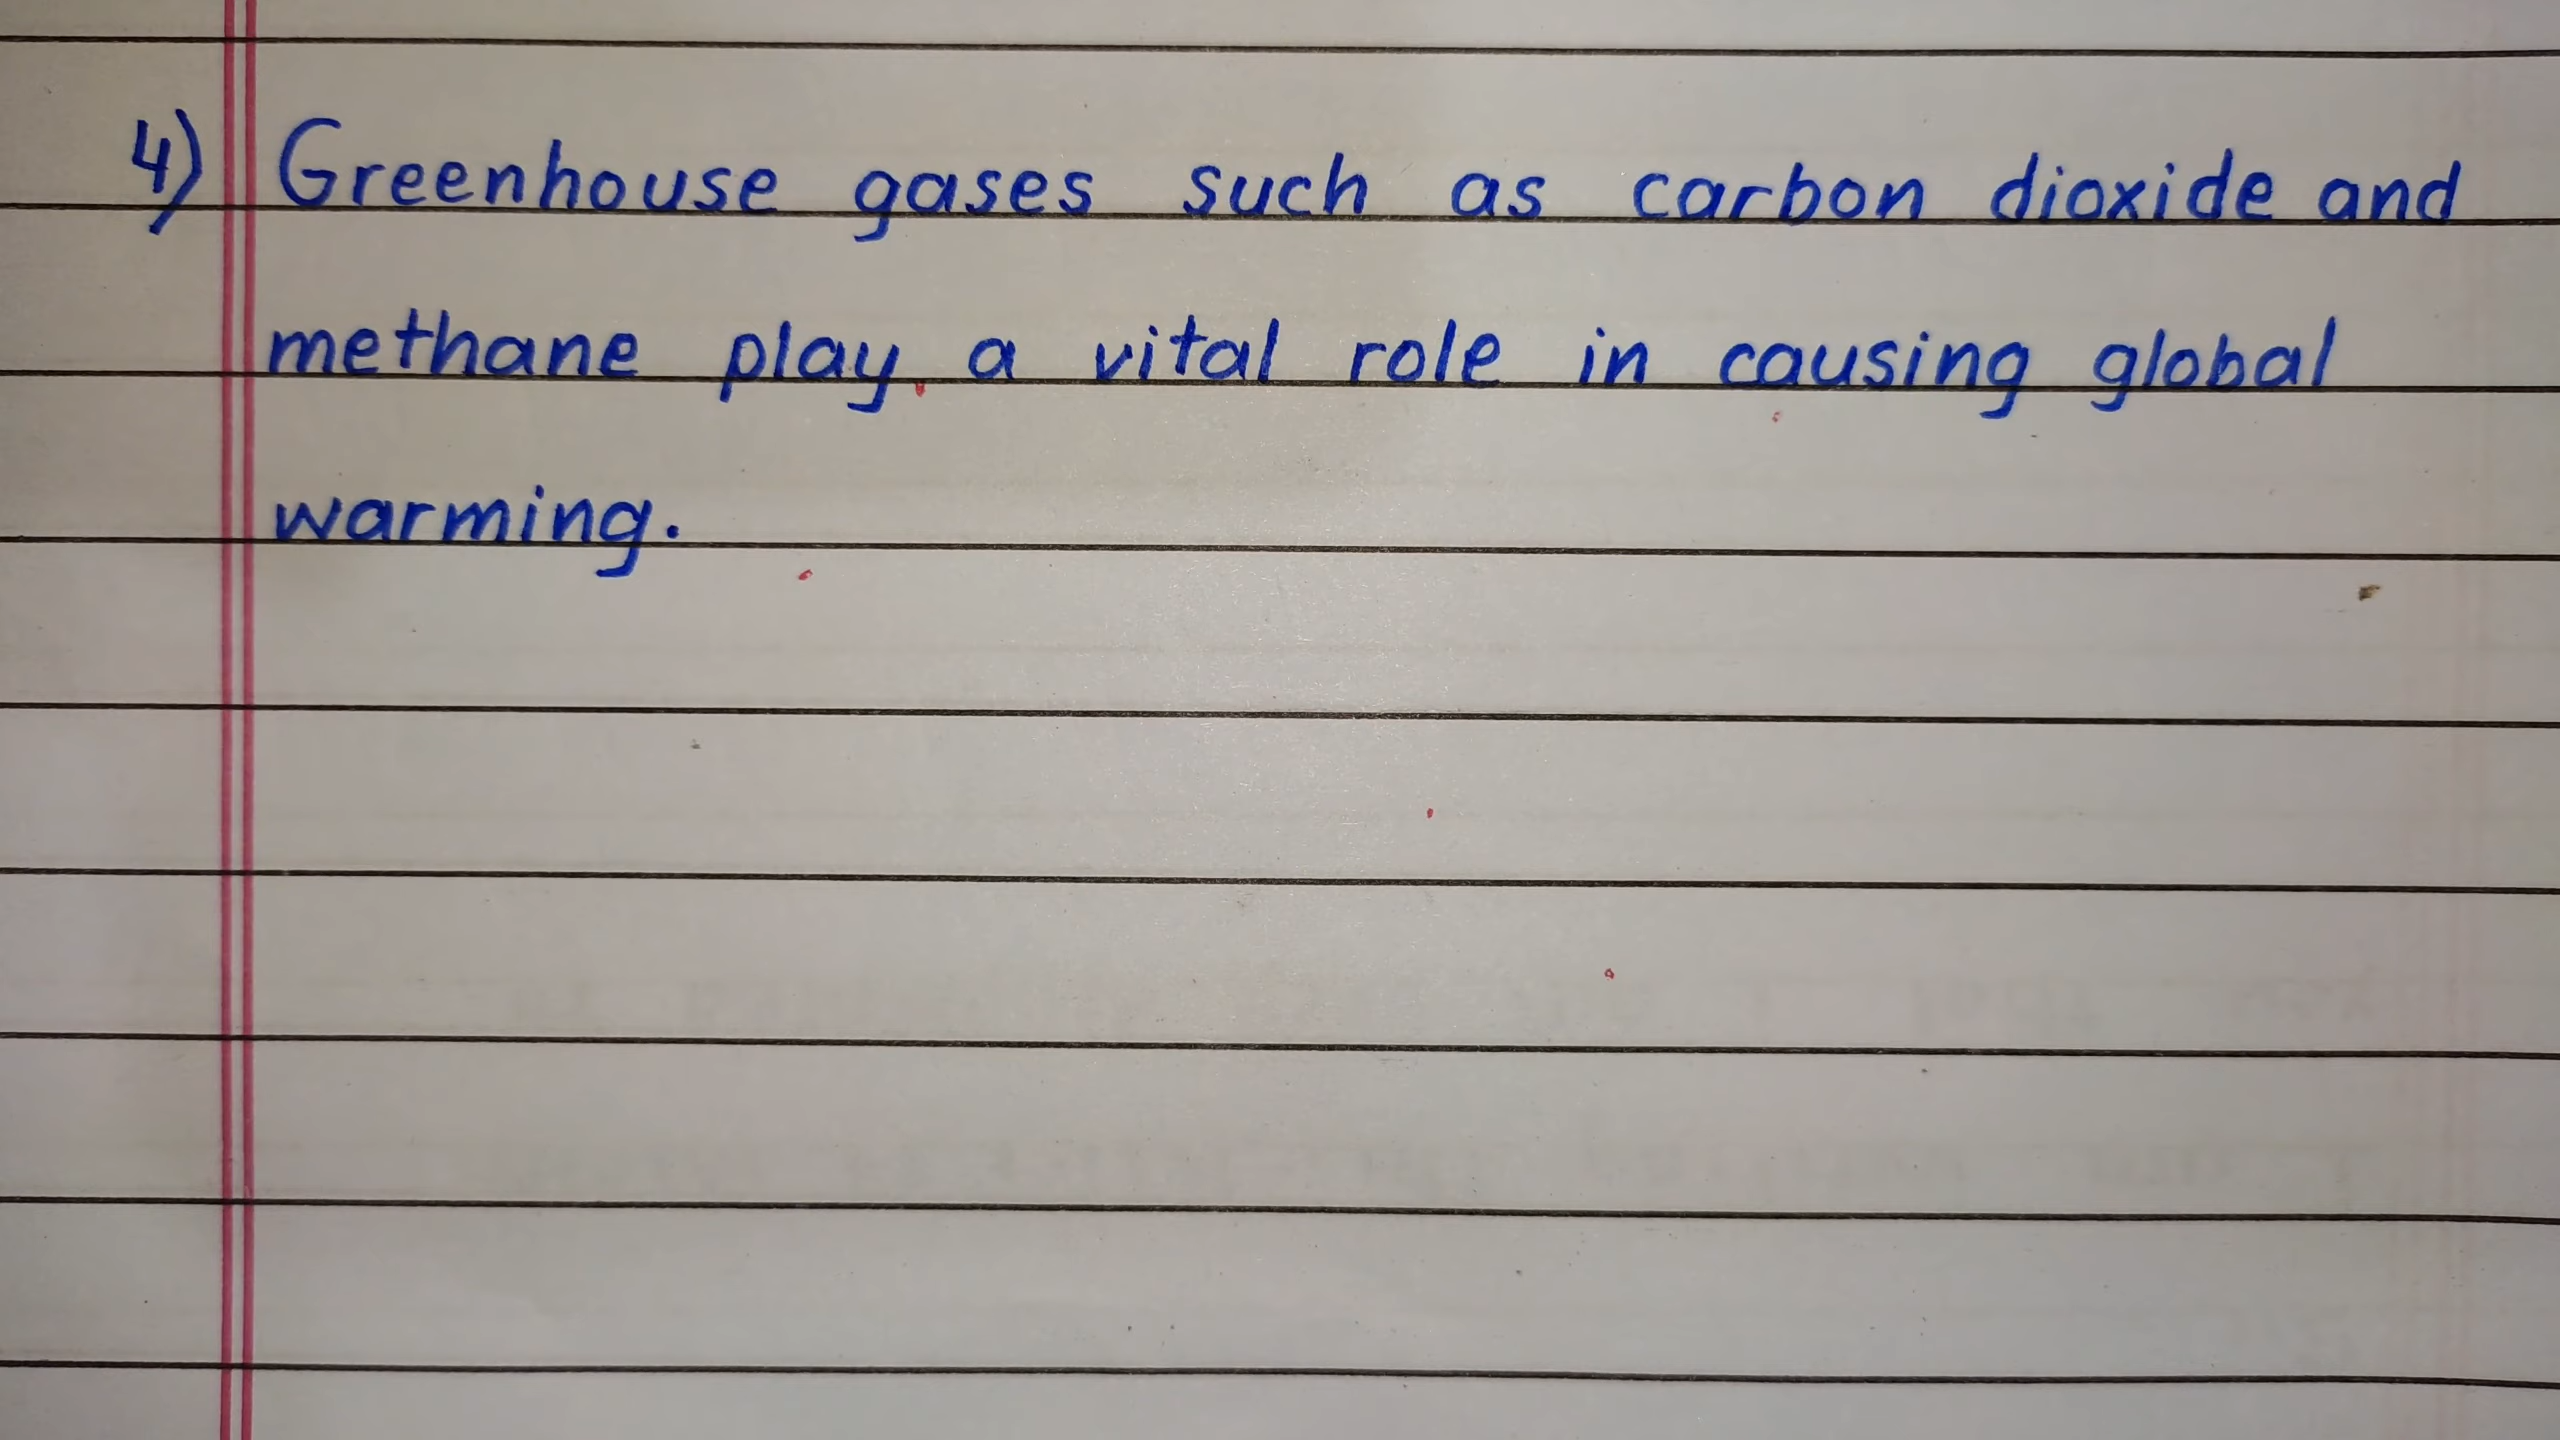 4) Greenhouse gases such as carbon dioxide and
methane play a vital role in causing global
warming.